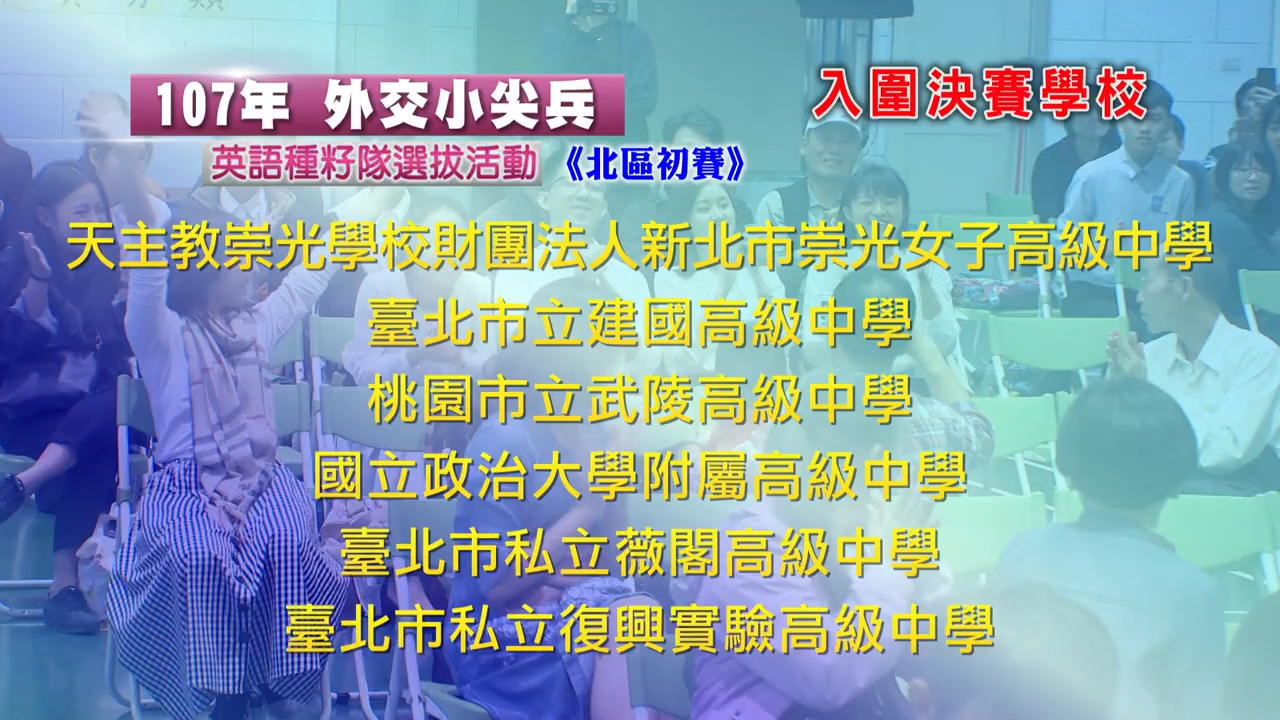 107年 外交小尖兵
入圍決賽學校
英語種籽隊選拔活動 《北區初賽》
天主教崇光學校財團法人新北市崇光女子高級中學
臺北市立建國高級中學
桃園市立武陵高級中學
國立政治大學附屬高級中學
臺北市私立薇閣高級中學
臺北市私立復興實驗高級中學